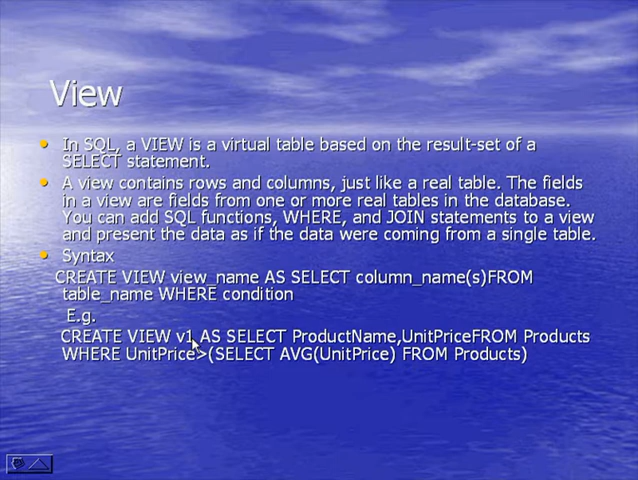 View
In SQL, a VIEW is a virtual table based on the result-set of a
SELECT statement.
A view contains rows and columns, just like a real table. The fields
in a view are fields from one or more real tables in the database.
You can add SQL functions, WHERE, and JOIN statements to a view
and present the data as if the data were coming from a single table.
Syntax
CREATE VIEW view_name AS SELECT column_name(s)FROM
table_name WHERE condition
E.g.
CREATE VIEW v1 AS SELECT ProductName,UnitPriceFROM Products
WHERE UnitPrice>(SELECT AVG(UnitPrice) FROM Products)